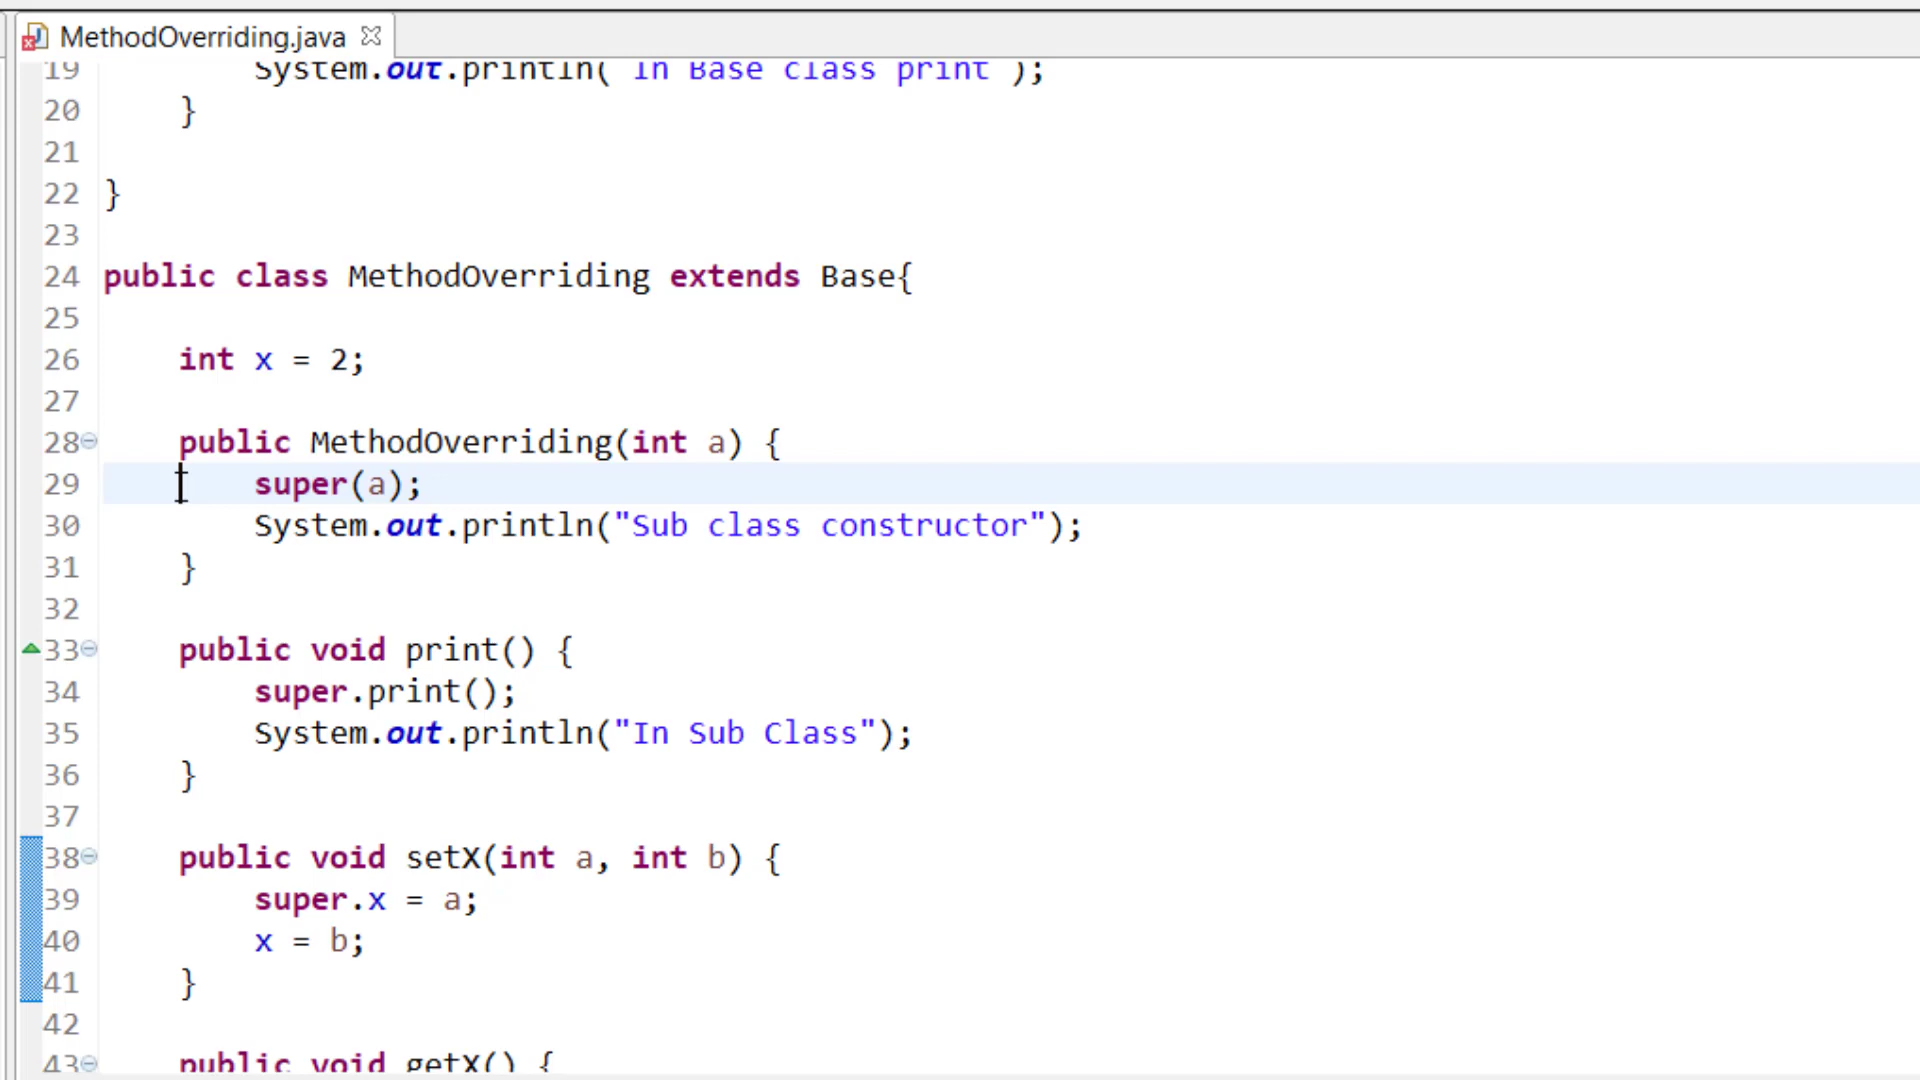 MethodOverriding.java
19 System.out.println( In Base class print );
20 }
21
22 }
23
24 public class MethodOverriding extends Base{
25
26 int x = 2;
27
28 public MethodOverriding(int a) {
29 super(a);
30 System.out.println("Sub class constructor");
31 }
32
33 public void print() {
34 super.print();
35 System.out.println("In Sub Class");
36 }
37
38 public void setX(int a, int b) {
39 super.x = a;
40 x = b;
41 }
42
43 public void getX() {